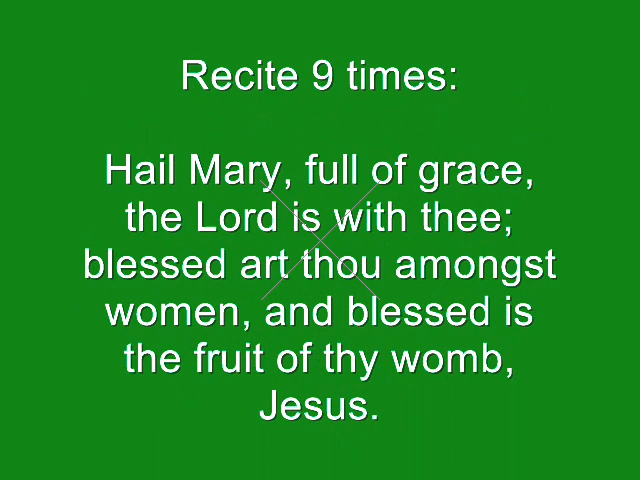 Recite 9 times:
Hail Mary, full of grace,
the Lord is with thee;
blessed art thou amongst
women, and blessed is
the fruit of thy womb,
Jesus.